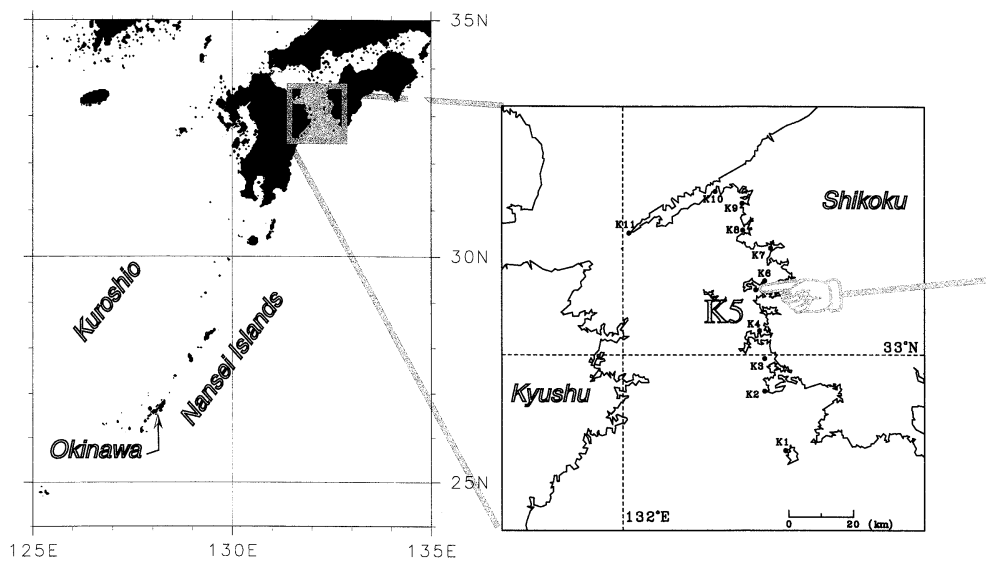 35N
Shikoku
K10
K9
K11
K8
K7
K6
Kuroshio
30N
K5
K4
Nansei Islands
33°N
K3
Kyushu
K2
K1
Okinawa
25N
132°E
0 20 (km)
125E 130E 135E